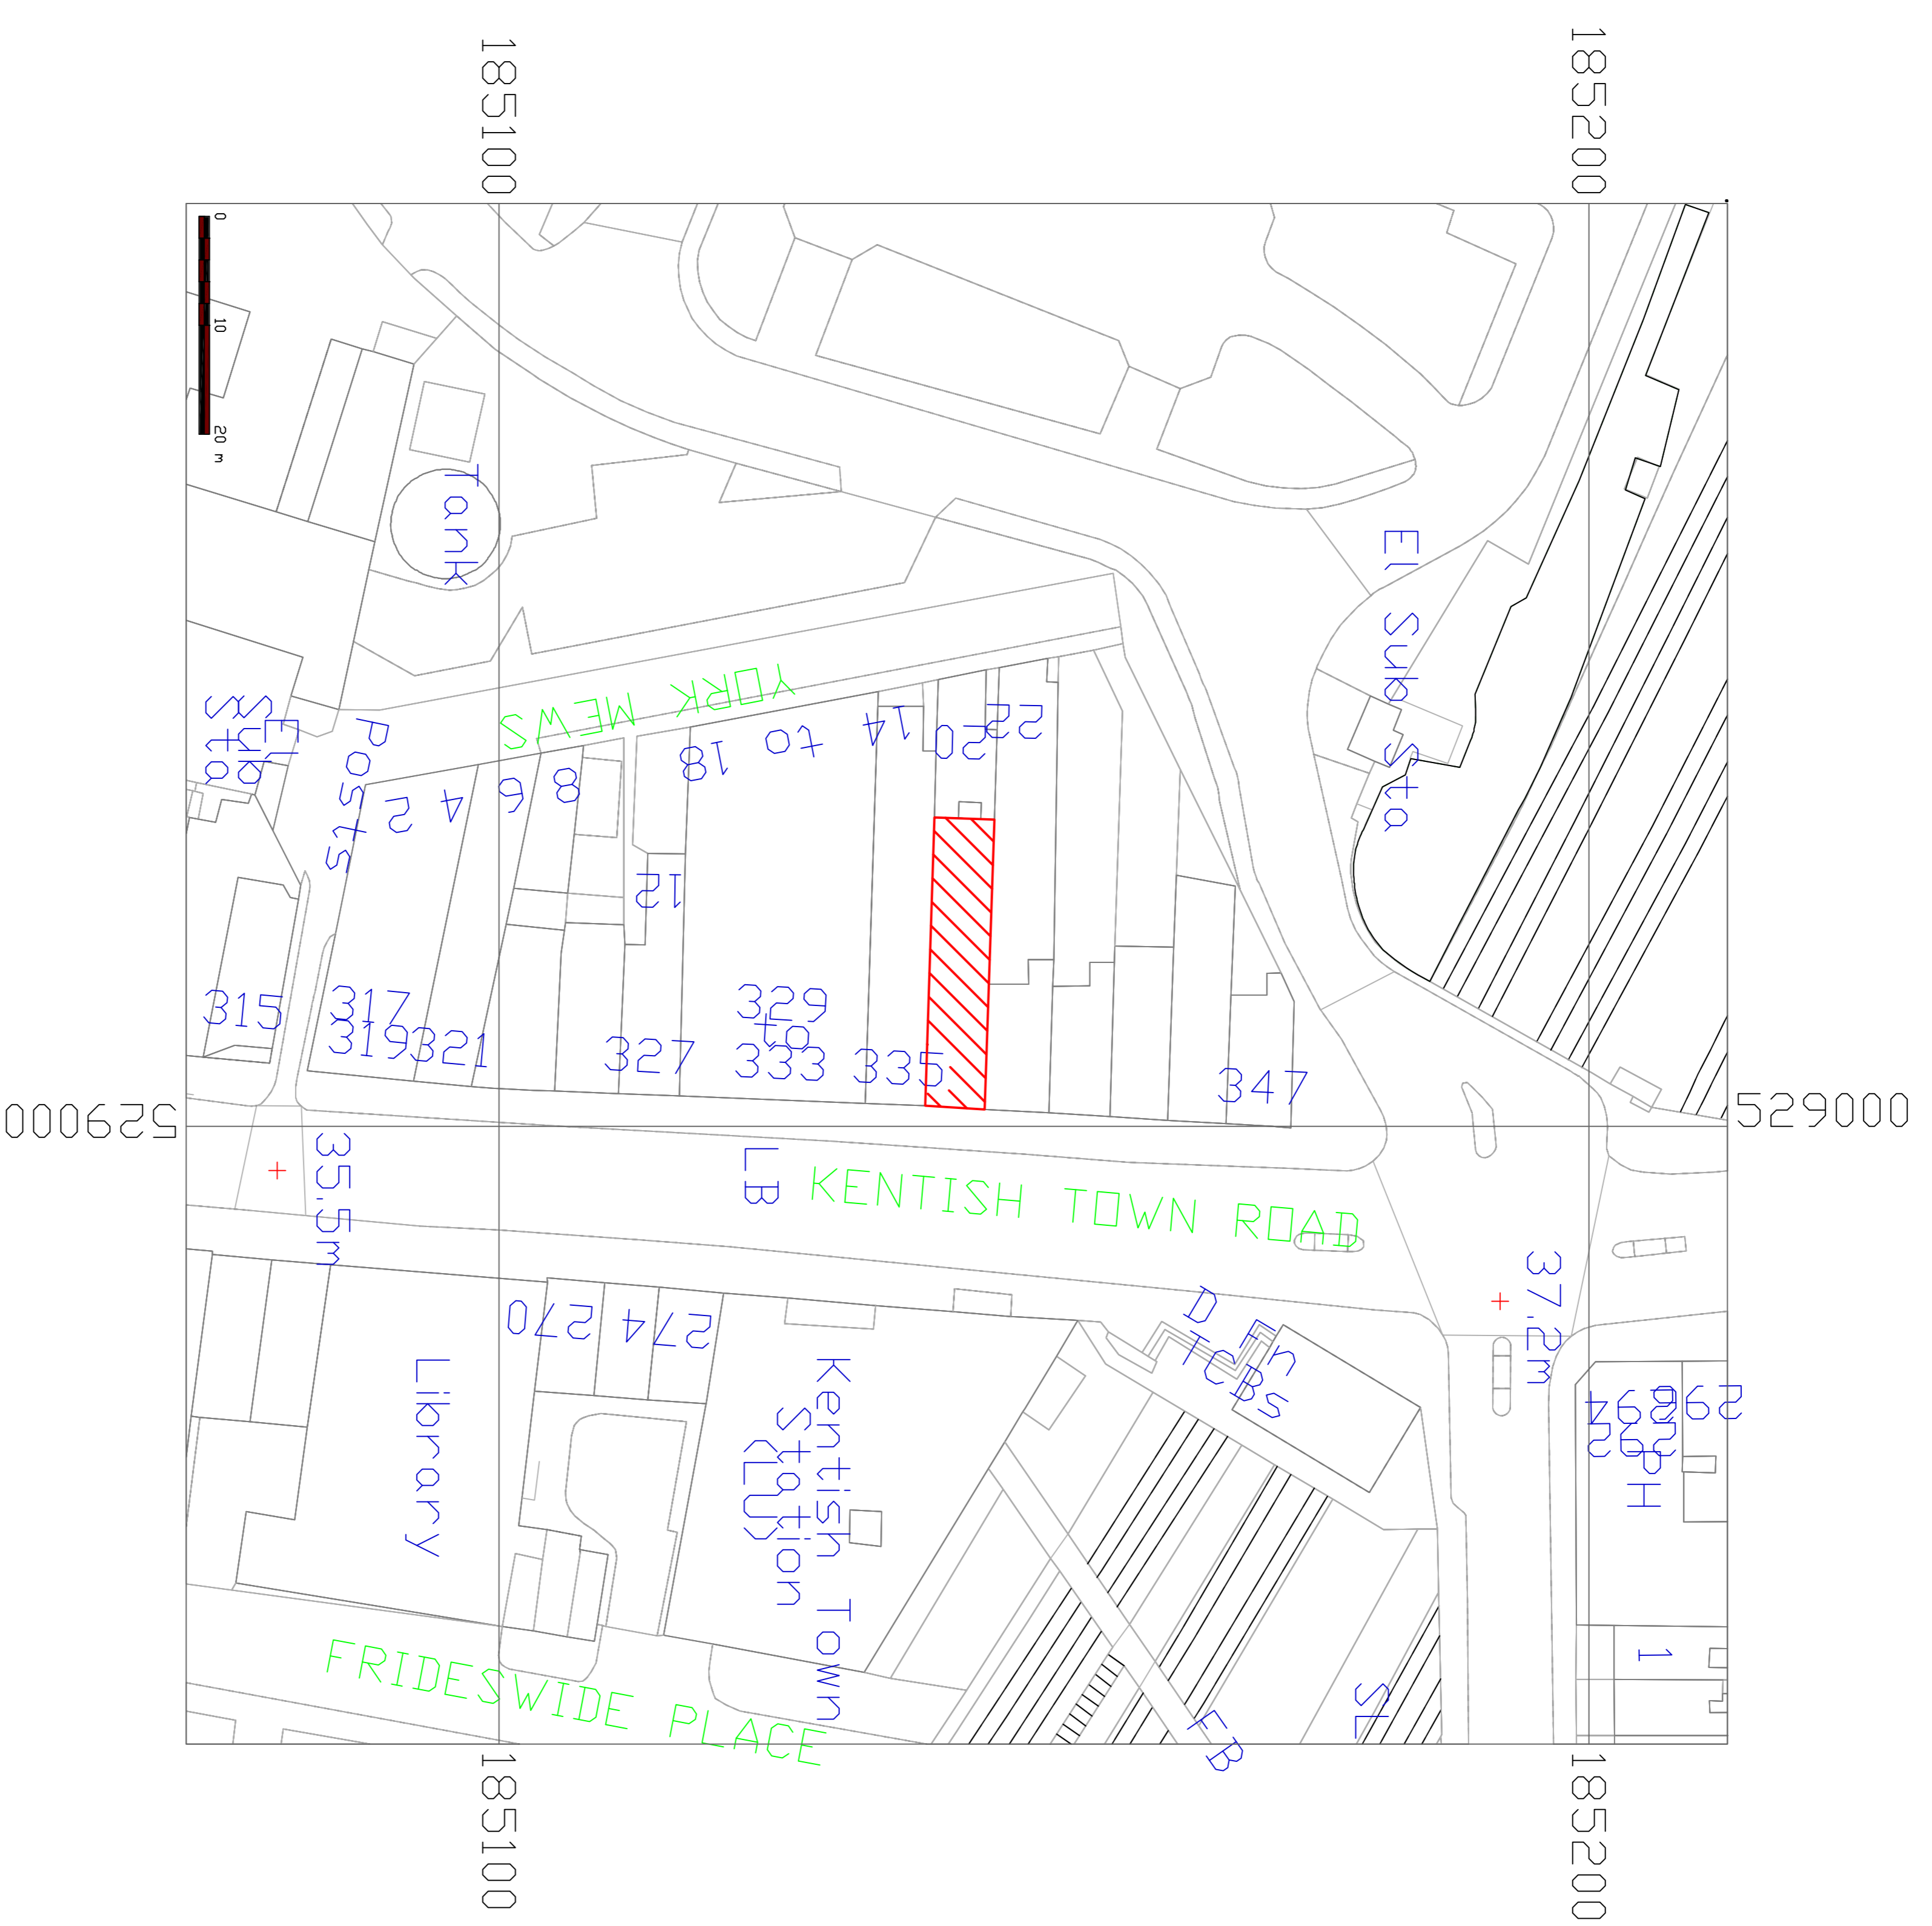 185100
185200
0
10
20 m
Tank
El
Sub
Sta
YORK MEWS
El
Sub
Sta
Posts
2
4
6
8
18 to 14
20
22
12
315
317
319
321
327
329
to
333
335
347
529000
529000
35.5m
LB
KENTISH TOWN ROAD
37.2m
270
274
TCBs
Library
Kentish Town
Station
(LU)
296
PH
1
FRIDESWIDE PLACE
FB
SL
185100
185200